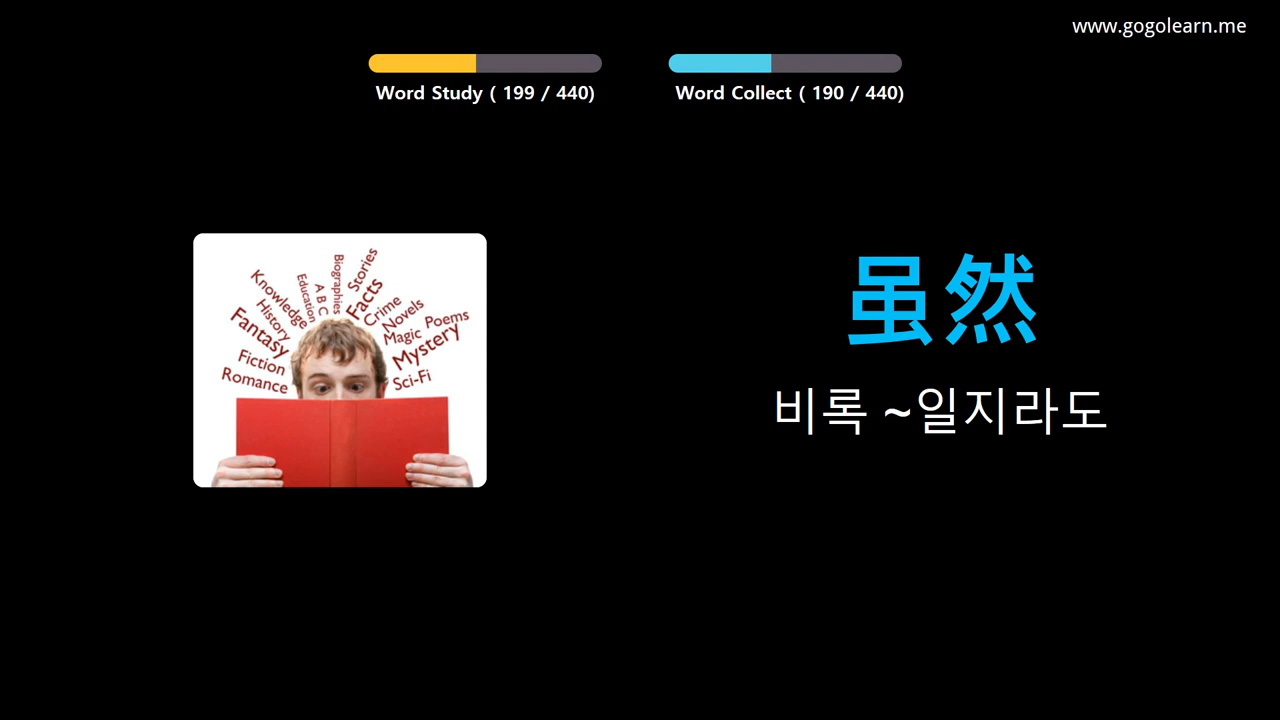 www.gogolearn.me
Word Study ( 199 / 440)
Word Collect ( 190 / 440)
Knowledge
History
Fantasy
Fiction
Romance
Education
A B C
Biographies
Stories
Facts
Crime
Novels
Magic
Poems
Mystery
Sci-Fi
虽然
비록 ~일지라도